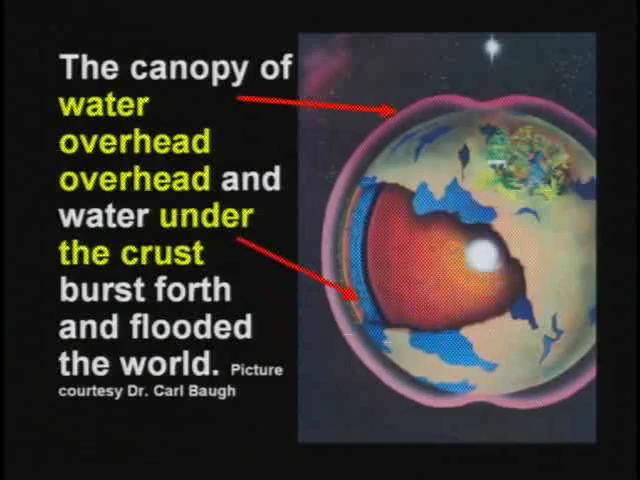 The canopy of
water
overhead
overhead and
water under
the crust
burst forth
and flooded
the world. Picture
courtesy Dr. Carl Baugh